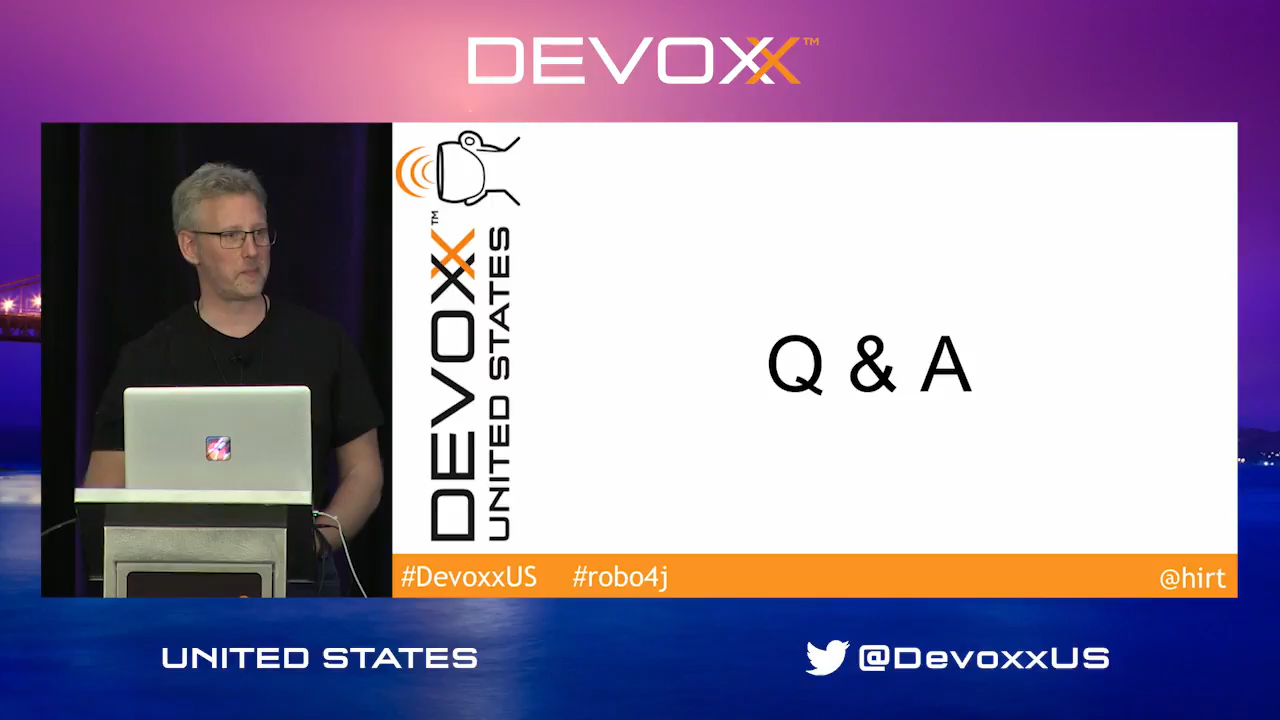 DEVOXX™
DEVOXX™
UNITED STATES
Q & A
#DevoxxUS #robo4j @hirt
UNITED STATES
@DevoxxUS